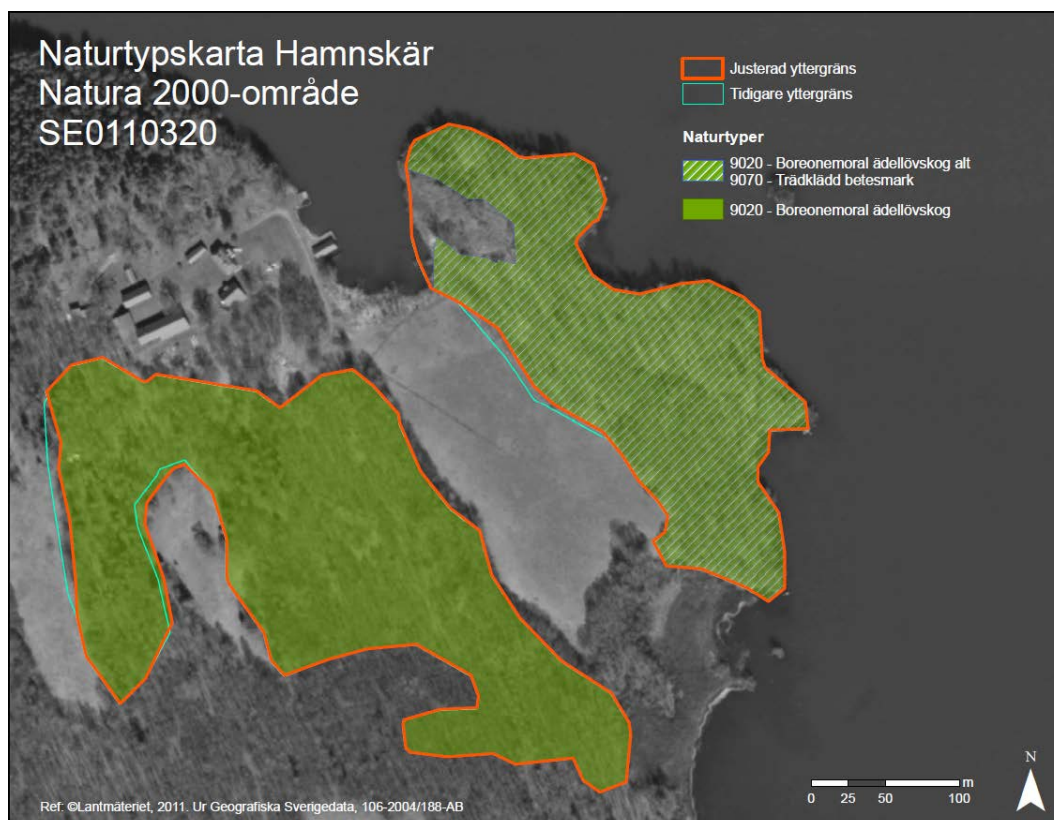 Naturtypskarta Hamnskär
Natura 2000-område
SE0110320
Justerad yttergräns
Tidigare yttergräns
Naturtyper
9020 - Boreonemoral ädellövskog alt
9070 - Trädklädd betesmark
9020 - Boreonemoral ädellövskog
N
m
0 25 50 100
Ref: ©Lantmäteriet, 2011. Ur Geografiska Sverigedata, 106-2004/188-AB